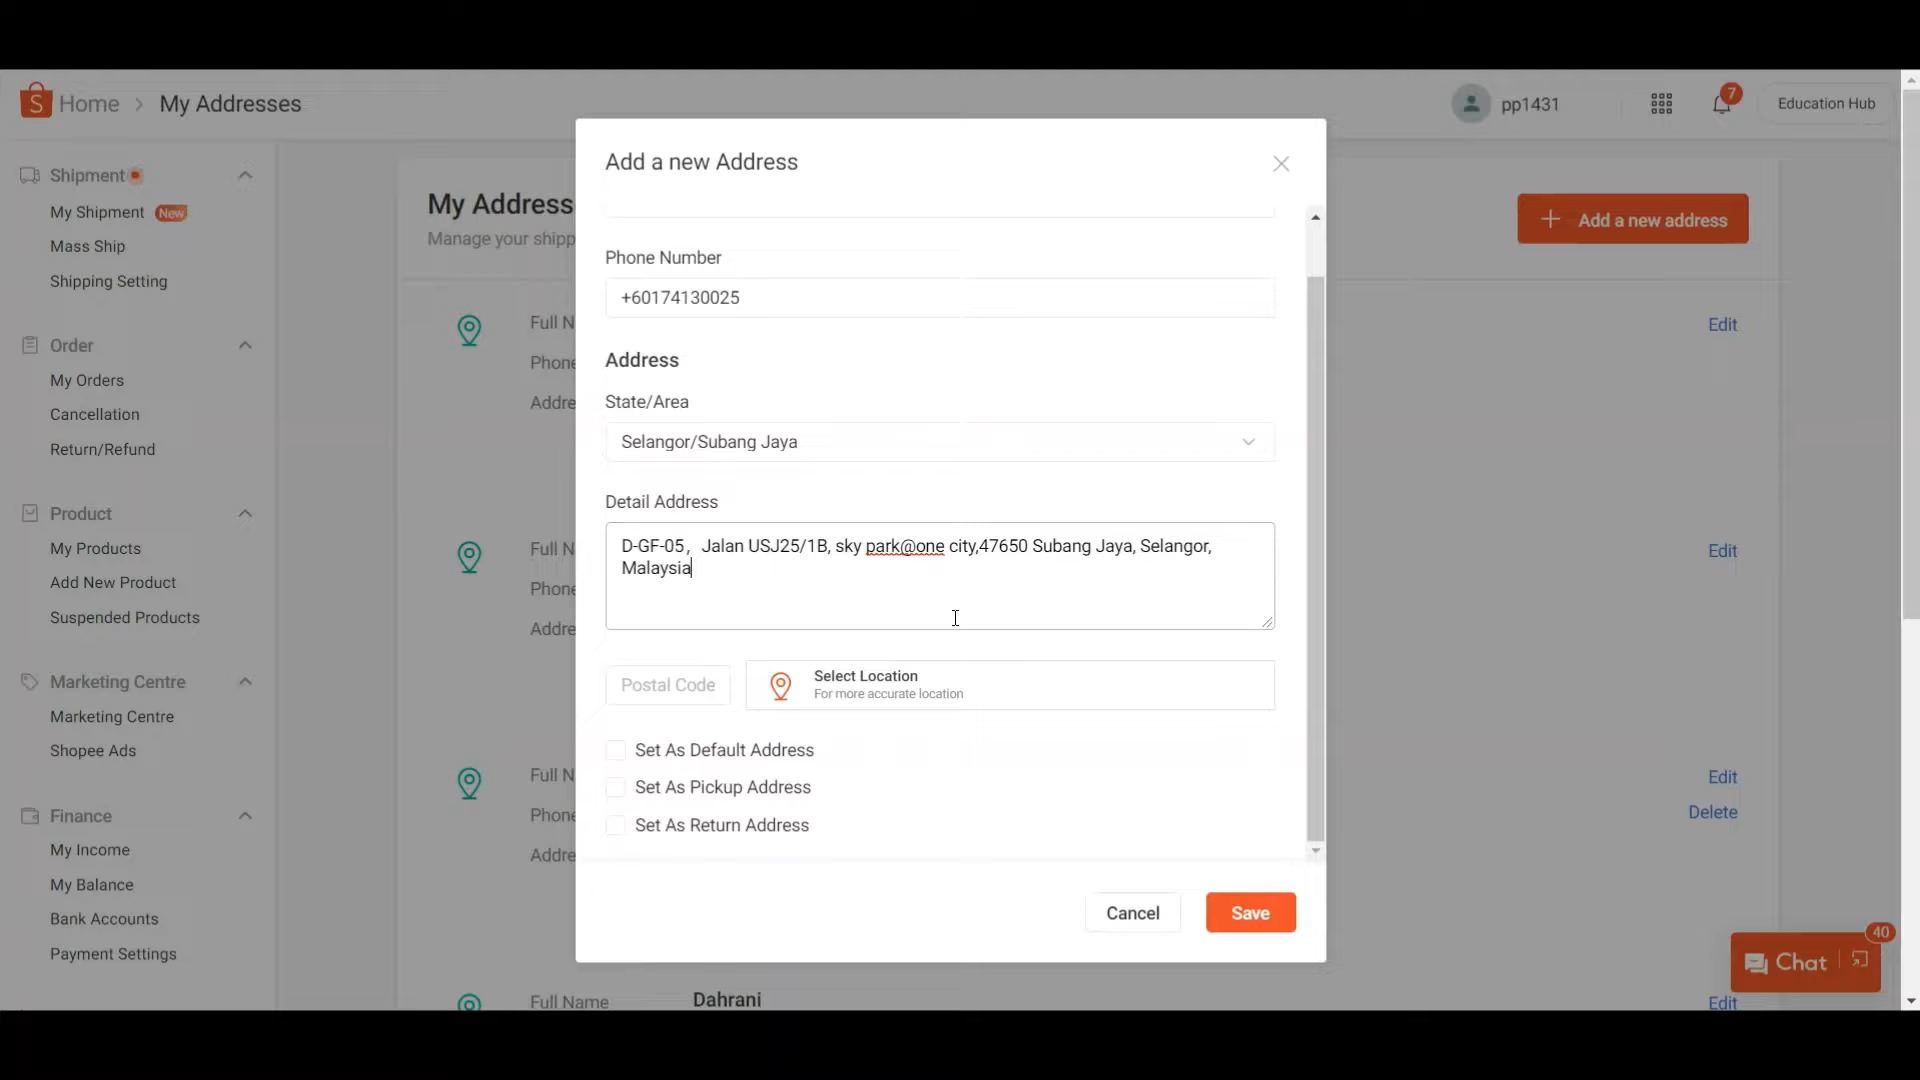 Home > My Addresses
pp1431
7
Education Hub
Shipment
My Shipment New
Mass Ship
Shipping Setting
Order
My Orders
Cancellation
Return/Refund
Product
My Products
Add New Product
Suspended Products
Marketing Centre
Marketing Centre
Shopee Ads
Finance
My Income
My Balance
Bank Accounts
Payment Settings
My Address
Manage your shipp
+ Add a new address
Full N
Phone
Addre
Edit
Full N
Phone
Addre
Edit
Full N
Phone
Addre
Edit
Delete
Full Name Dahrani
Edit
Add a new Address
Phone Number
+60174130025
Address
State/Area
Selangor/Subang Jaya
Detail Address
D-GF-05，Jalan USJ25/1B, sky park@one city,47650 Subang Jaya, Selangor,
Malaysia
Postal Code
Select Location
For more accurate location
Set As Default Address
Set As Pickup Address
Set As Return Address
Cancel
Save
Chat
40